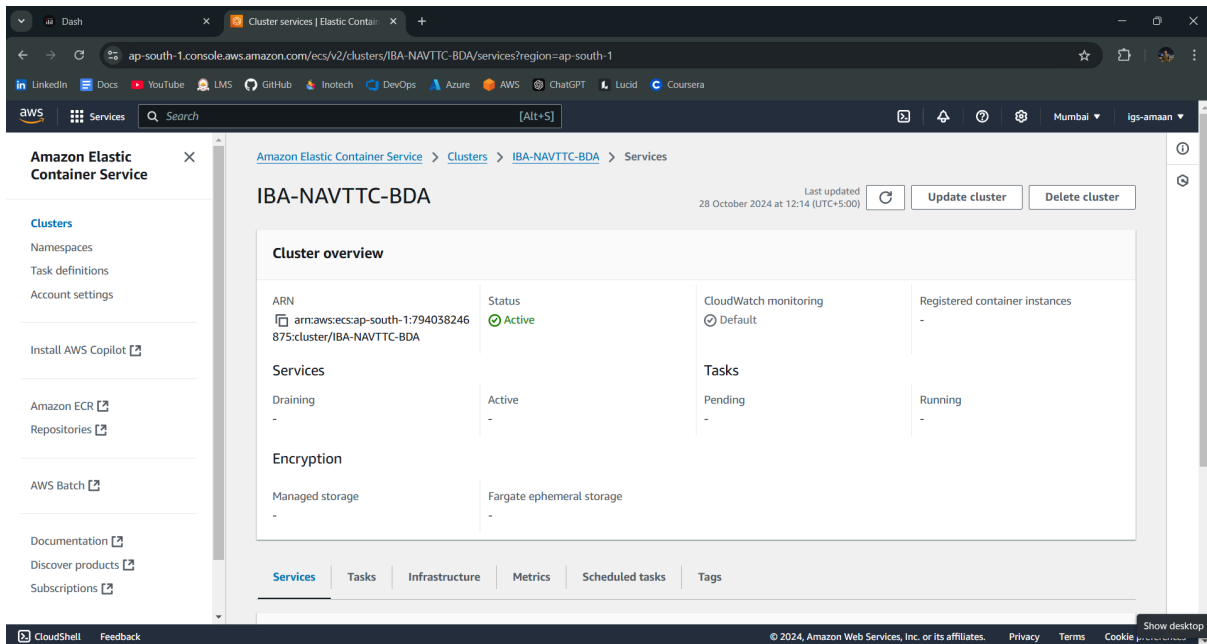 Dash
Cluster services | Elastic Contain
ap-south-1.console.aws.amazon.com/ecs/v2/clusters/IBA-NAVTTC-BDA/services?region=ap-south-1
LinkedIn Docs YouTube LMS GitHub Inotech DevOps Azure AWS ChatGPT Lucid Coursera
aws Services Search [Alt+S] Mumbai igs-amaan
Amazon Elastic
Container Service
Clusters
Namespaces
Task definitions
Account settings
Install AWS Copilot
Amazon ECR
Repositories
AWS Batch
Documentation
Discover products
Subscriptions
Amazon Elastic Container Service > Clusters > IBA-NAVTTC-BDA > Services
IBA-NAVTTC-BDA
Last updated
28 October 2024 at 12:14 (UTC+5:00)
Update cluster
Delete cluster
Cluster overview
ARN
arn:aws:ecs:ap-south-1:794038246
875:cluster/IBA-NAVTTC-BDA
Status
Active
CloudWatch monitoring
Default
Registered container instances
-
Services
Draining
-
Active
-
Tasks
Pending
-
Running
-
Encryption
Managed storage
-
Fargate ephemeral storage
-
Services Tasks Infrastructure Metrics Scheduled tasks Tags
Show desktop
CloudShell Feedback © 2024, Amazon Web Services, Inc. or its affiliates. Privacy Terms Cookie